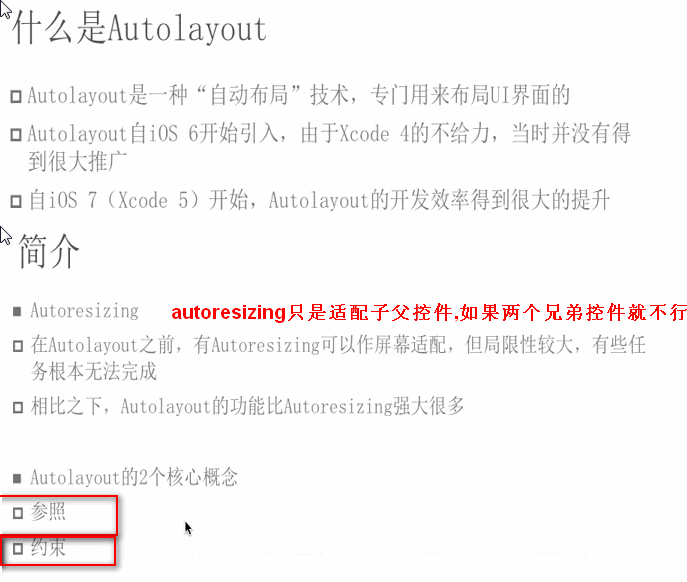 什么是Autolayout
Autolayout是一种“自动布局”技术，专门用来布局UI界面的
Autolayout自iOS 6开始引入，由于Xcode 4的不给力，当时并没有得
到很大推广
自iOS 7（Xcode 5）开始，Autolayout的开发效率得到很大的提升
简介
Autoresizing autoresizing只是适配子父控件,如果两个兄弟控件就不行
在Autolayout之前，有Autoresizing可以作屏幕适配，但局限性较大，有些任
务根本无法完成
相比之下，Autolayout的功能比Autoresizing强大很多
Autolayout的2个核心概念
参照
约束